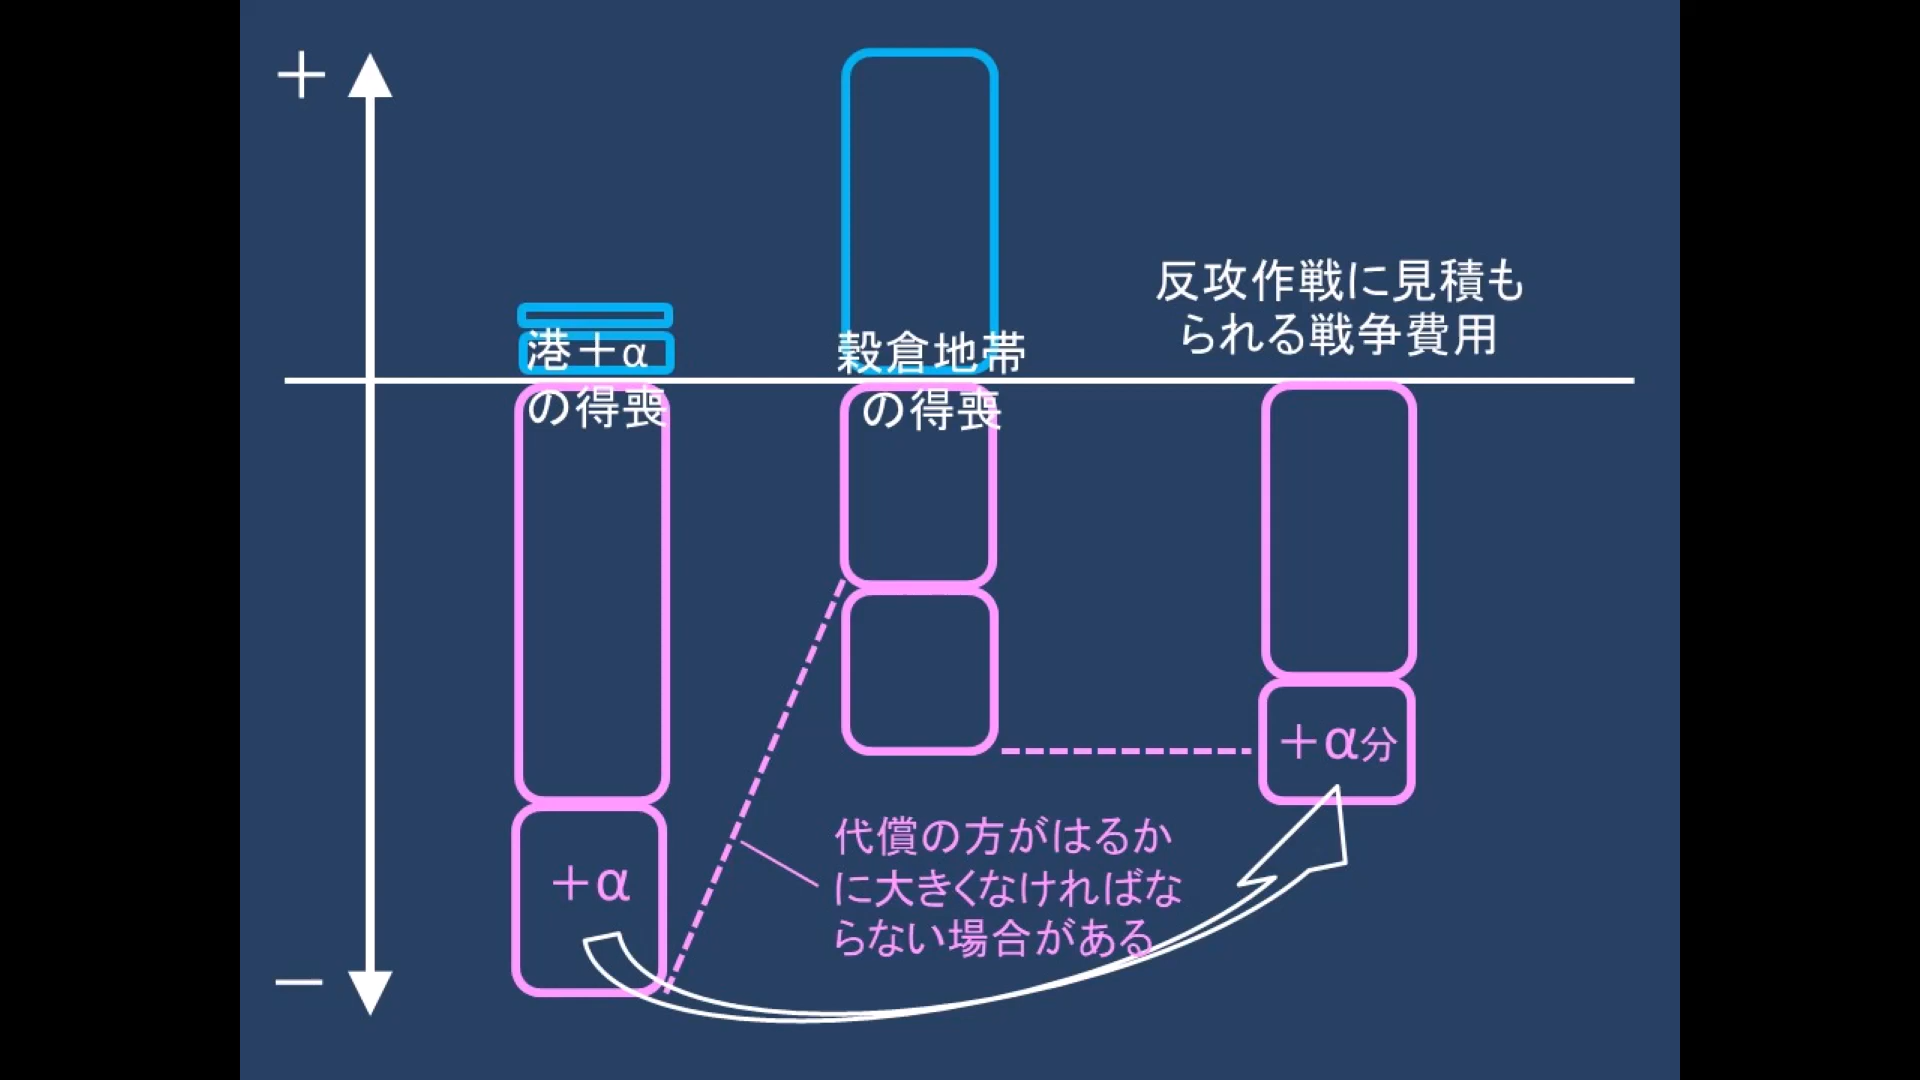 ＋
港＋α
の得喪
穀倉地帯
の得喪
反攻作戦に見積も
られる戦争費用
＋α
＋α分
代償の方がはるか
に大きくなければな
らない場合がある
－